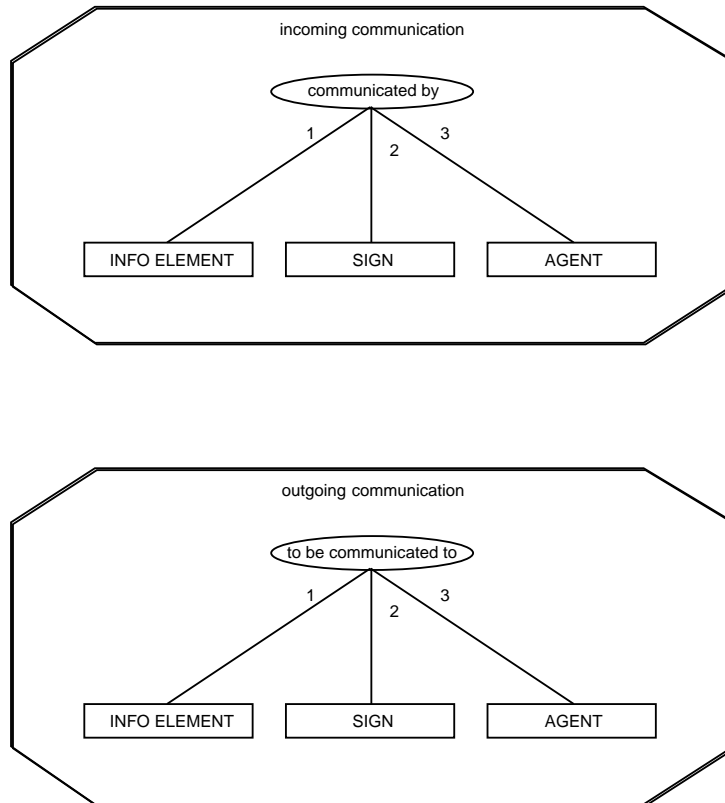 incoming communication
communicated by
1
3
2
INFO ELEMENT
SIGN
AGENT
outgoing communication
to be communicated to
1
3
2
INFO ELEMENT
SIGN
AGENT